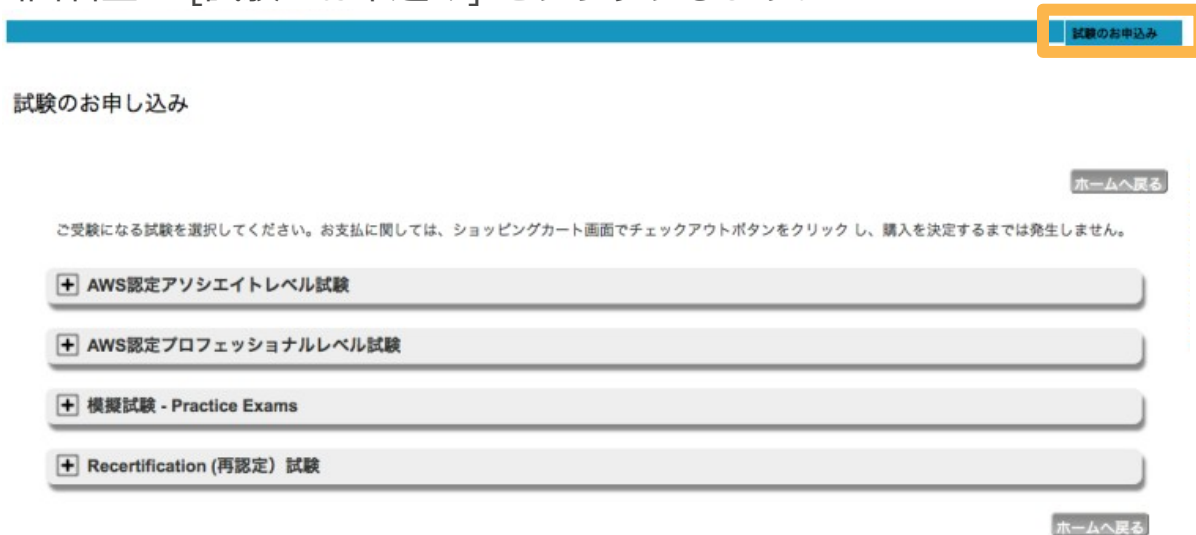 試験のお申込み
試験のお申し込み
ホームへ戻る
ご受験になる試験を選択してください。お支払に関しては、ショッピングカート画面でチェックアウトボタンをクリック し、購入を決定するまでは発生しません。
AWS認定アソシエイトレベル試験
AWS認定プロフェッショナルレベル試験
模擬試験 - Practice Exams
Recertification (再認定）試験
ホームへ戻る